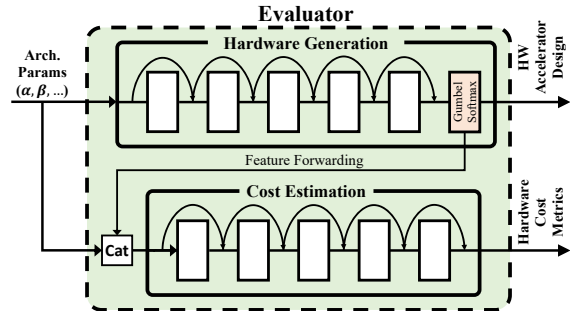 Evaluator
Arch.
Params
(α, β, ...)
Hardware Generation
Gumbel
Softmax
HW
Accelerator
Design
Feature Forwarding
Cost Estimation
Cat
Hardware
Cost
Metrics